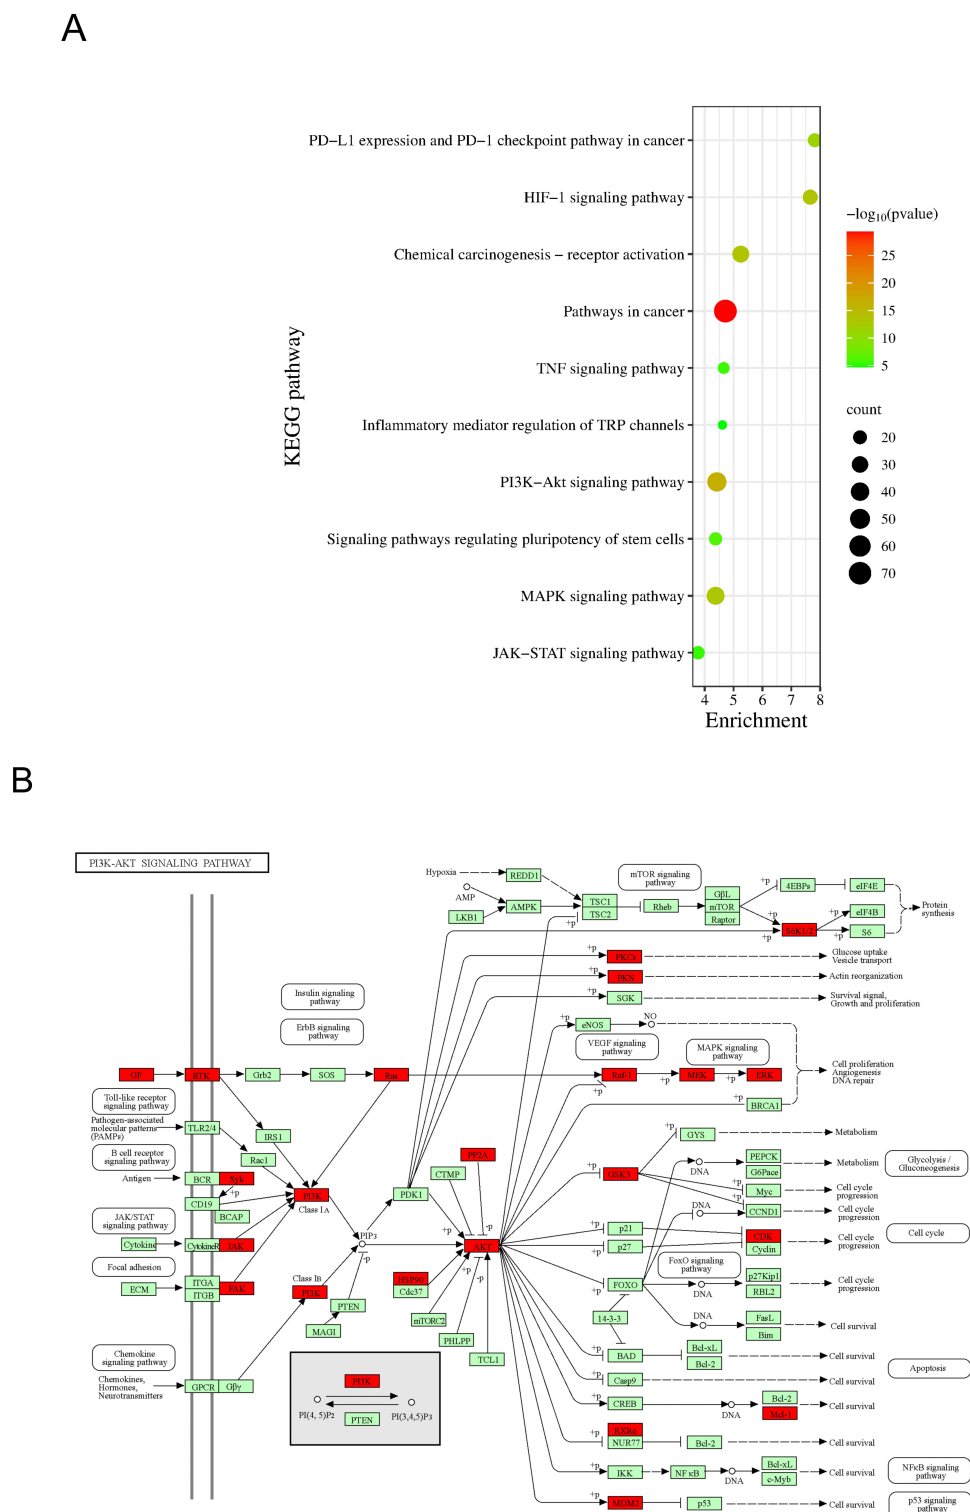 A
PD−L1 expression and PD−1 checkpoint pathway in cancer
HIF−1 signaling pathway
Chemical carcinogenesis − receptor activation
Pathways in cancer
TNF signaling pathway
Inflammatory mediator regulation of TRP channels
PI3K−Akt signaling pathway
Signaling pathways regulating pluripotency of stem cells
MAPK signaling pathway
JAK−STAT signaling pathway
KEGG pathway
4 5 6 7 8
Enrichment
−log10(pvalue)
25
20
15
10
5
count
20
30
40
50
60
70
B
PI3K-AKT SIGNALING PATHWAY
Hypoxia
REDD1
AMP
LKB1
AMPK
+p
TSC1
TSC2
mTOR signaling
pathway
Rheb
GβL
mTOR
Raptor
+p
4EBPs
eIF4E
+p
+p
S6K1/2
eIF4B
+p
S6
Protein
synthesis
+p
PKCs
Glucose uptake
Vesicle transport
+p
PKN
Actin reorganization
+p
SGK
Survival signal,
Growth and proliferation
Insulin signaling
pathway
ErbB signaling
pathway
+p
eNOS
NO
VEGF signaling
pathway
MAPK signaling
pathway
GF
RTK
Grb2
SOS
Ras
Raf-1
+p
MEK
+p
ERK
+p
Cell proliferation
Angiogenesis
DNA repair
+p
BRCA1
Toll-like receptor
signaling pathway
Pathogen-associated
molecular patterns
(PAMPs)
TLR2/4
IRS1
Rac1
B cell receptor
signaling pathway
Antigen
BCR
Syk
+p
CD19
BCAP
PI3K
Class IA
JAK/STAT
signaling pathway
Cytokine
CytokineR
JAK
Focal adhesion
ECM
ITGA
ITGB
FAK
Class IB
PI3K
PIP3
-p
PTEN
MAGI
Chemokine
signaling pathway
Chemokines,
Hormones,
Neurotransmitters
GPCR
Gβγ
PI3K
PI(4, 5)P2
PTEN
PI(3,4,5)P3
PDK1
CTMP
PP2A
+p
-p
AKT
HSP90
Cdc37
+p
-p
-p
mTORC2
PHLPP
TCL1
+p
GYS
Metabolism
+p
GSK3
DNA
PEPCK
G6Pace
Metabolism
Glycolysis /
Gluconeogenesis
+p
Myc
Cell cycle
progression
+p
DNA
CCND1
Cell cycle
progression
+p
p21
+p
p27
CDK
Cyclin
Cell cycle
progression
Cell cycle
FoxO signaling
pathway
+p
FOXO
DNA
p27Kip1
RBL2
Cell cycle
progression
14-3-3
DNA
FasL
Bim
Cell survival
+p
BAD
Bcl-xL
Bcl-2
Cell survival
Apoptosis
+p
Casp9
Cell survival
+p
CREB
DNA
Bcl-2
Mcl-1
Cell survival
+p
RXRα
NUR77
Bcl-2
Cell survival
+p
IKK
NFκB
DNA
Bcl-xL
c-Myb
Cell survival
NFκB signaling
pathway
+p
MDM2
p53
Cell survival
p53 signaling
pathway